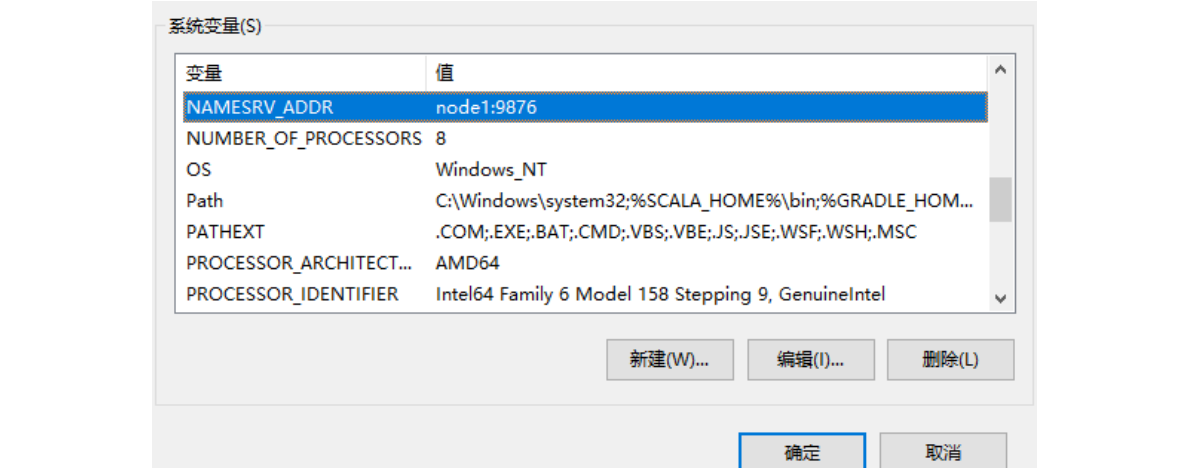 系统变量(S)
变量 值
NAMESRV_ADDR node1:9876
NUMBER_OF_PROCESSORS 8
OS Windows_NT
Path C:\Windows\system32;%SCALA_HOME%\bin;%GRADLE_HOM...
PATHEXT .COM;.EXE;.BAT;.CMD;.VBS;.VBE;.JS;.JSE;.WSF;.WSH;.MSC
PROCESSOR_ARCHITECT... AMD64
PROCESSOR_IDENTIFIER Intel64 Family 6 Model 158 Stepping 9, GenuineIntel
新建(W)... 编辑(I)... 删除(L)
确定 取消